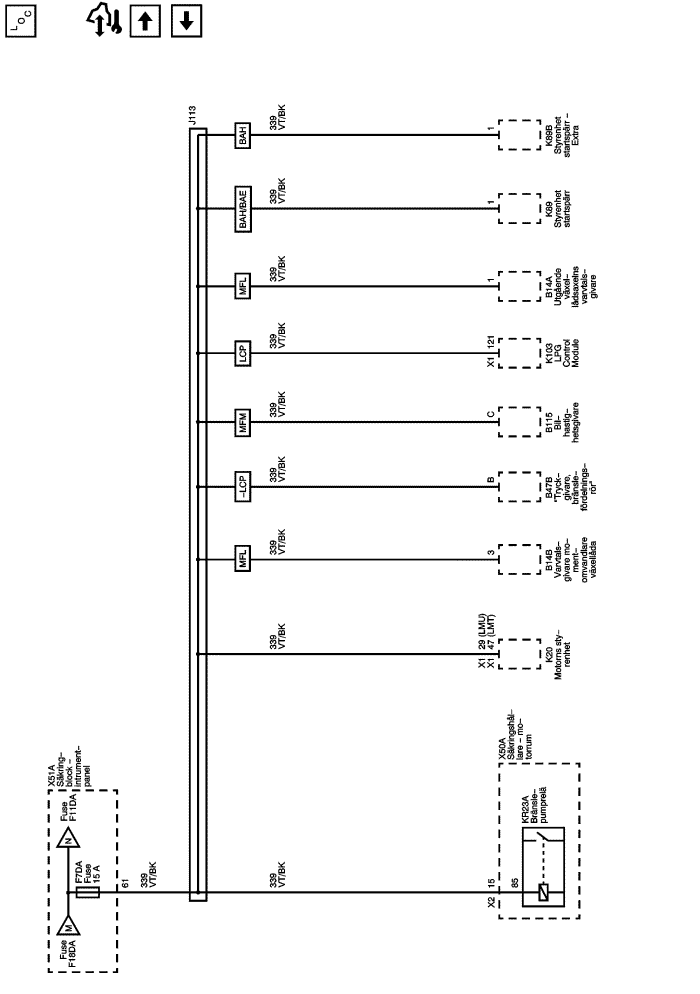 LOC
J113
BAH
339
VT/BK
1
K89B
Styrenhet
startspärr –
Extra
BAH/BAE
339
VT/BK
1
K89
Styrenhet
startspärr
MFL
339
VT/BK
1
B14A
Utgående
växel–
lådsaxelns
varvtals–
givare
LCP
339
VT/BK
X1 121
K103
LPG
Control
Module
MFM
339
VT/BK
C
B115
Bil–
hastig–
hetsgivare
–LCP
339
VT/BK
B
B47B
"Tryck–
givare,
bränsle–
fördelnings–
rör"
MFL
339
VT/BK
3
B14B
Varvtals–
givare mo–
ment–
omvandlare
växellåda
339
VT/BK
X1 29 (LMU)
X1 47 (LMT)
K20
Motorns sty–
renhet
X51A
Säkring–
block –
intrument–
panel
Fuse
F11DA
N
F7DA
Fuse
15 A
M
Fuse
F18DA
61
339
VT/BK
339
VT/BK
X2 15
X50A
Säkringshål–
lare – mo–
torrum
KR23A
Bränsle–
pumprelä
85